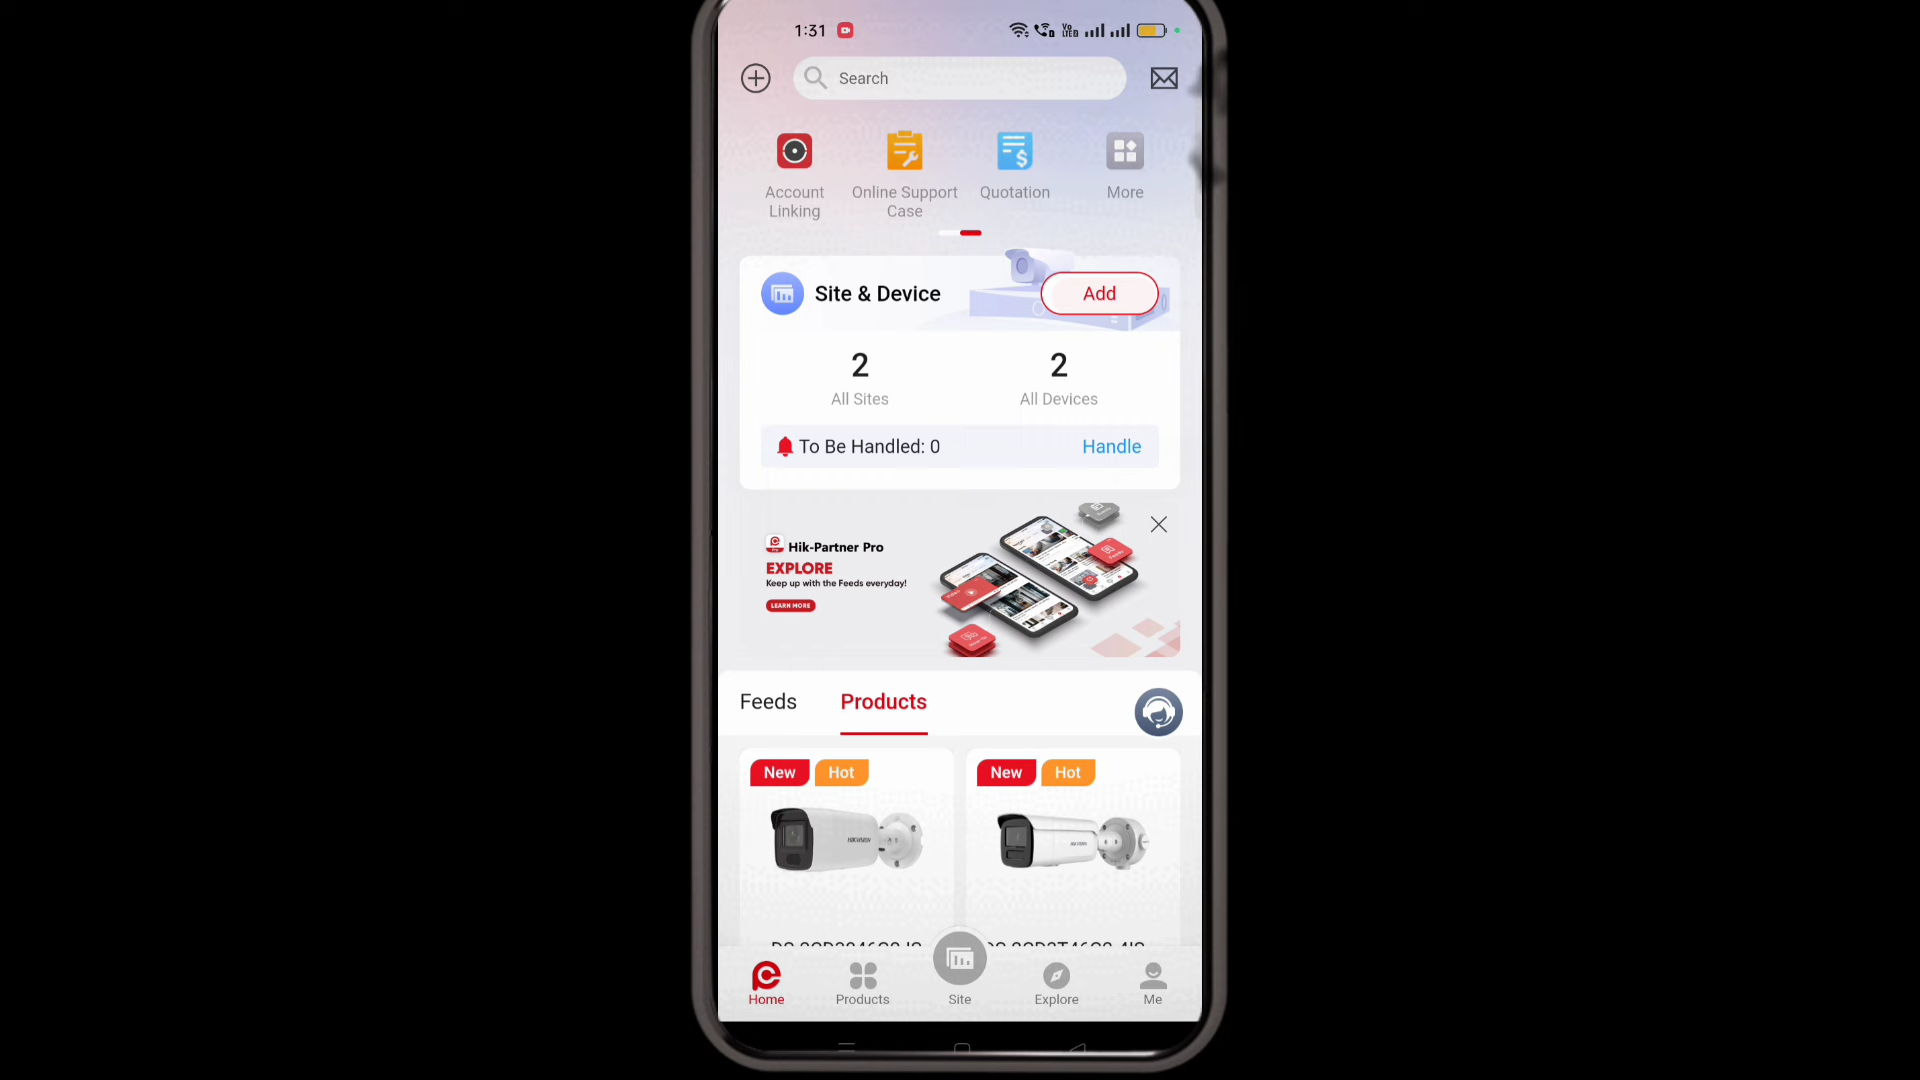 1:31
Search
Account
Linking
Online Support
Case
Quotation
More
Site & Device
Add
2
All Sites
2
All Devices
To Be Handled: 0
Handle
Hik-Partner Pro
EXPLORE
Keep up with the Feeds everyday!
LEARN MORE
Feeds
Products
New
Hot
New
Hot
HIKVISION
HIKVISION
Home
Products
Site
Explore
Me